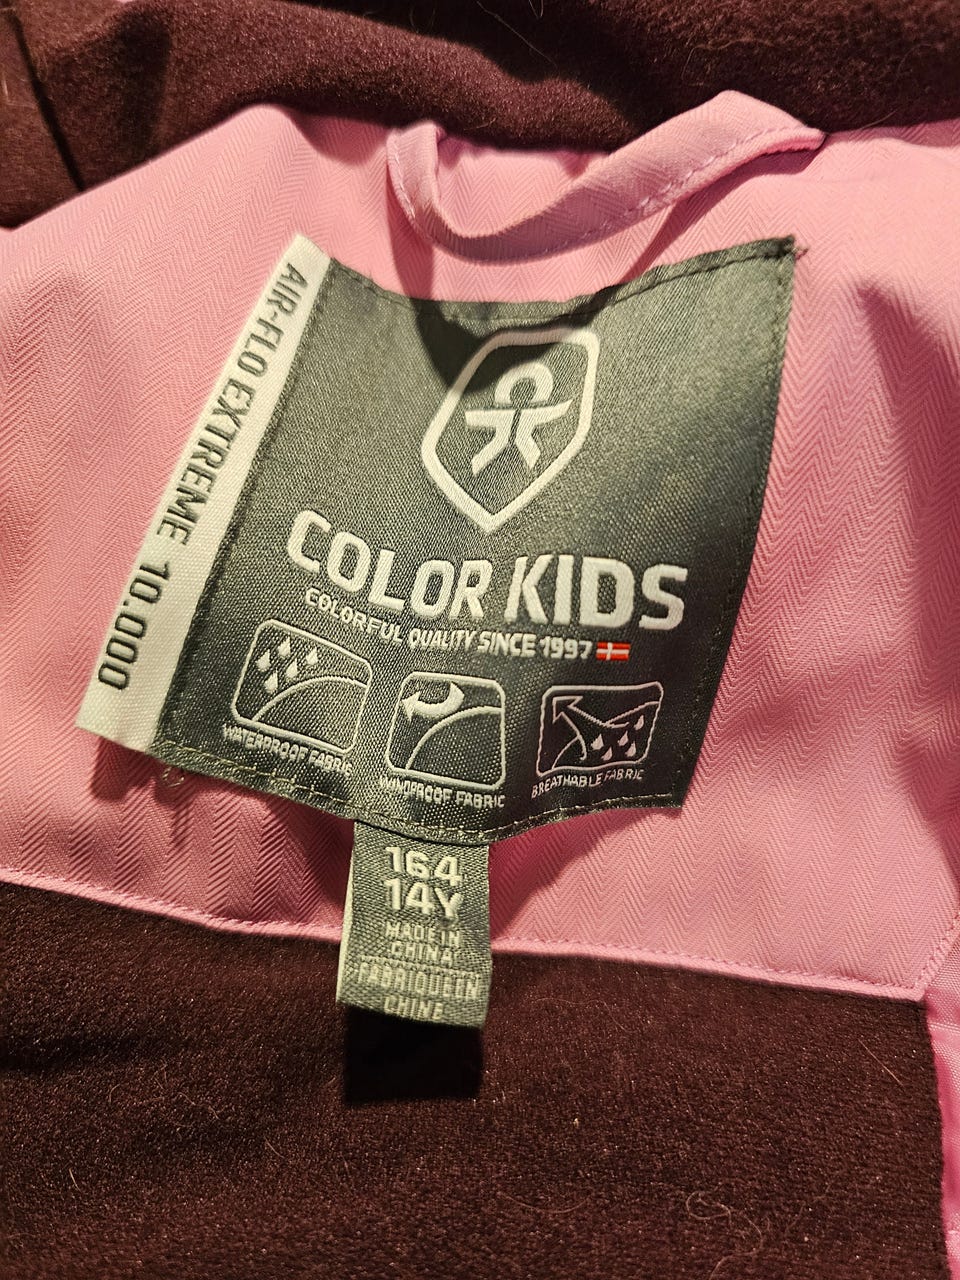 AIR-FLO EXTREME 10.000
COLOR KIDS
COLORFUL QUALITY SINCE 1997
WATERPROOF FABRIC
WINDPROOF FABRIC
BREATHABLE FABRIC
164
14Y
MADE IN
CHINA
FABRIQUE EN
CHINE